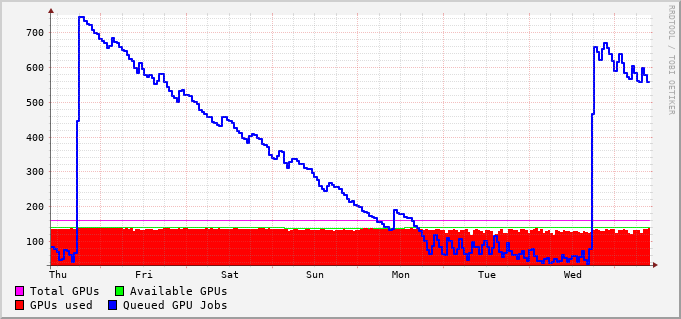 700
600
500
400
300
200
100
Thu Fri Sat Sun Mon Tue Wed
RRDTOOL / TOBI OETIKER
Total GPUs Available GPUs
GPUs used Queued GPU Jobs